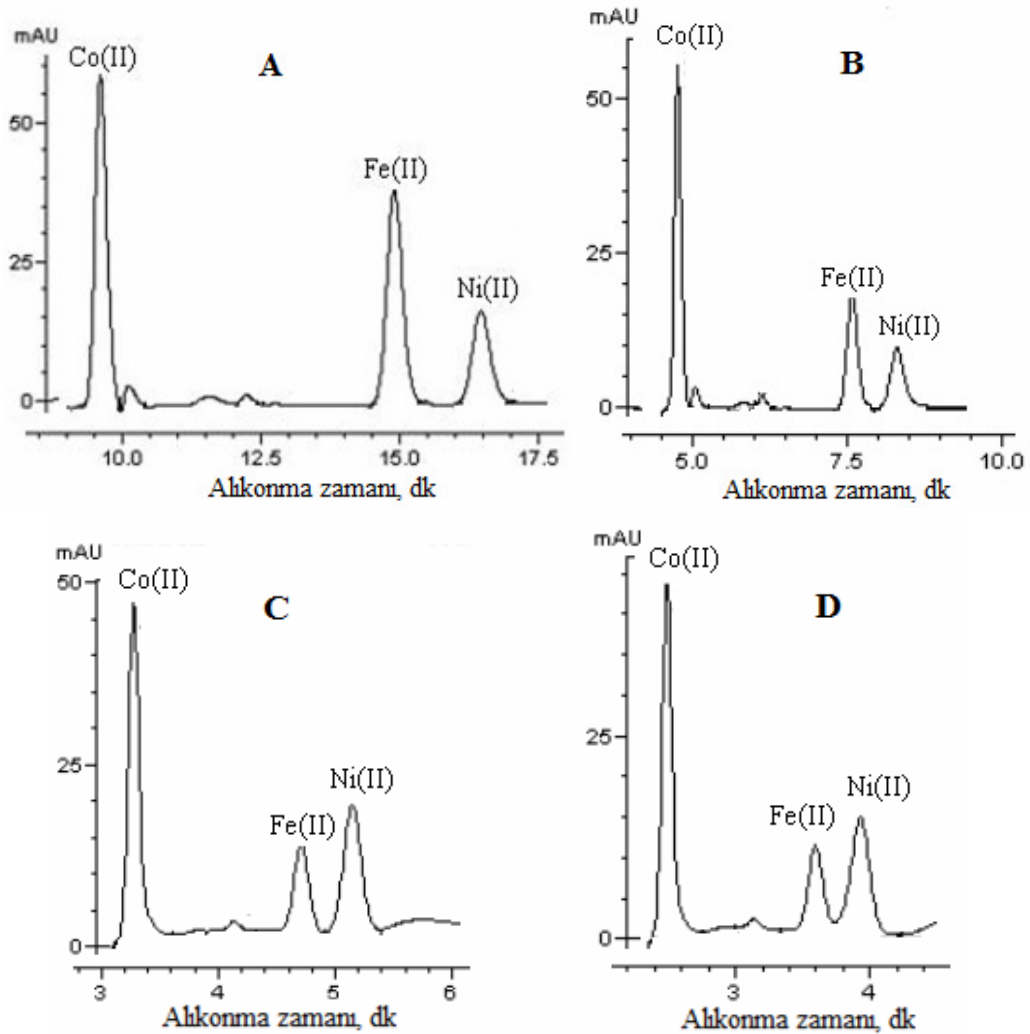 mAU
Co(II)
A
50
Fe(II)
25
Ni(II)
0
10.0 12.5 15.0 17.5
Alıkonma zamanı, dk
mAU
Co(II)
B
50
25
Fe(II)
Ni(II)
0
5.0 7.5 10.0
Alıkonma zamanı, dk
mAU
50
Co(II)
C
25
Ni(II)
Fe(II)
0
3 4 5 6
Alıkonma zamanı, dk
mAU
Co(II)
D
25
Ni(II)
Fe(II)
0
3 4
Alıkonma zamanı, dk